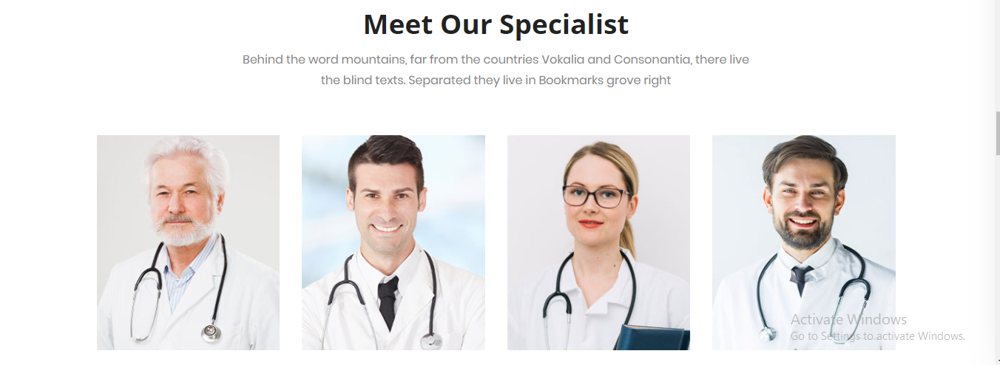 Meet Our Specialist
Behind the word mountains, far from the countries Vokalia and Consonantia, there live
the blind texts. Separated they live in Bookmarks grove right
Activate Windows
Go to Settings to activate Windows.